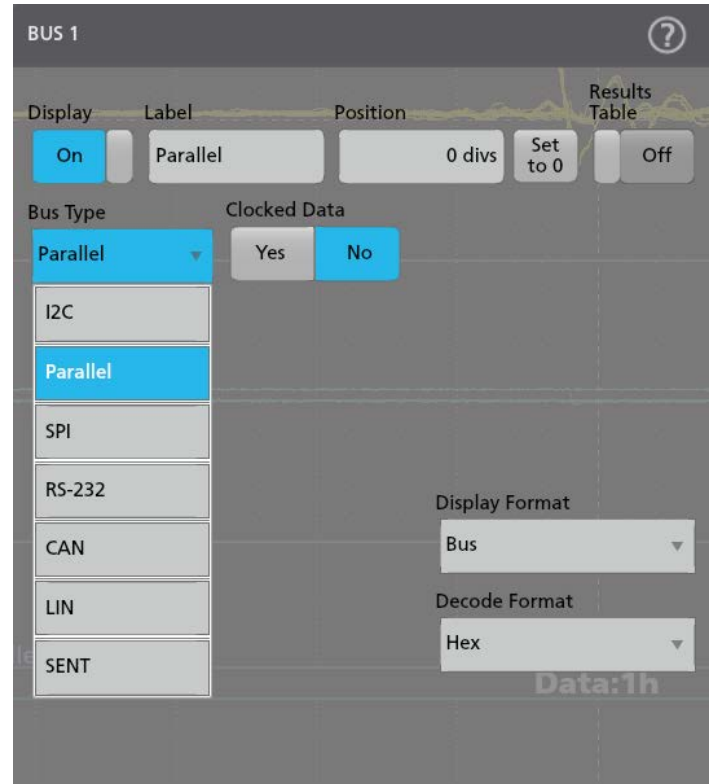 BUS 1
?
Display Label Position Results Table
On Parallel 0 divs Set to 0 Off
Bus Type Clocked Data
Parallel Yes No
I2C
Parallel
SPI
RS-232
CAN
LIN
SENT
Display Format
Bus
Decode Format
Hex
Data:1h